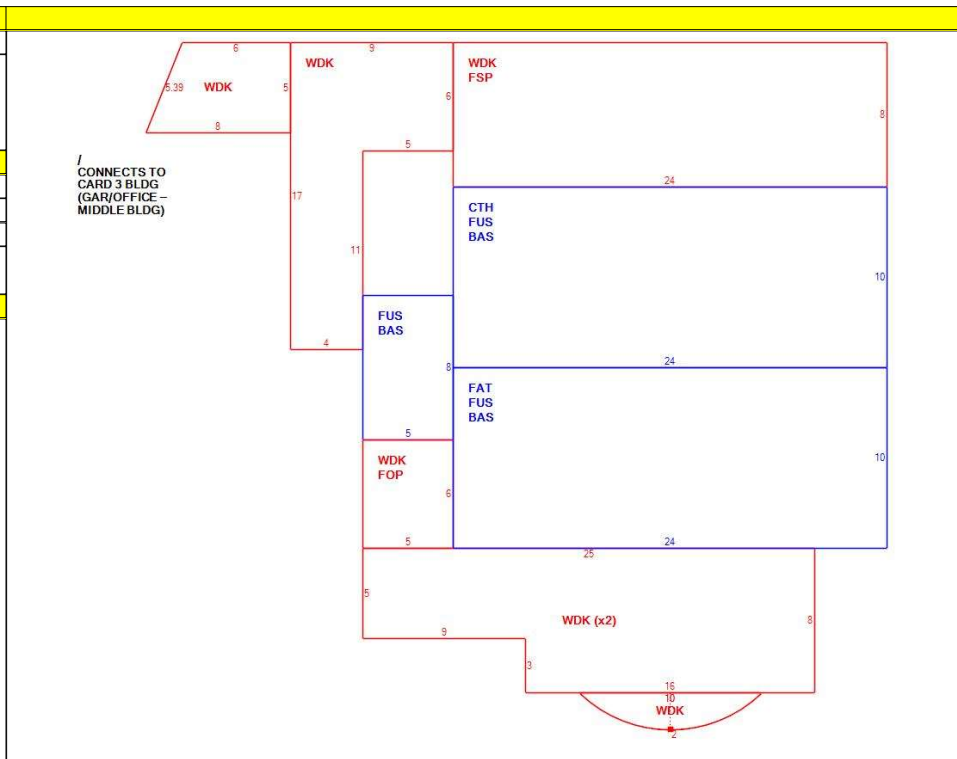 6
9
WDK
FSP
WDK
5.39
WDK
5
6
8
8
5
/
CONNECTS TO
CARD 3 BLDG
(GAR/OFFICE –
MIDDLE BLDG)
17
24
CTH
FUS
BAS
11
10
FUS
BAS
4
24
8
FAT
FUS
BAS
5
10
WDK
FOP
6
5
24
25
5
WDK (x2)
8
9
3
16
10
WDK
2